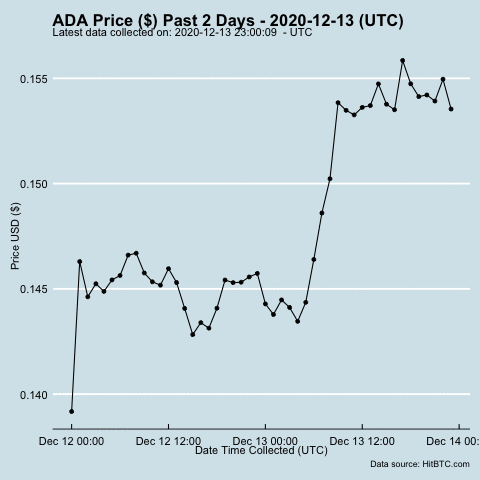 ADA Price ($) Past 2 Days - 2020-12-13 (UTC)
Latest data collected on: 2020-12-13 23:00:09  - UTC
0.155
0.150
0.145
0.140
Price USD ($)
Dec 12 00:00 Dec 12 12:00 Dec 13 00:00 Dec 13 12:00 Dec 14 00:
Date Time Collected (UTC)
Data source: HitBTC.com